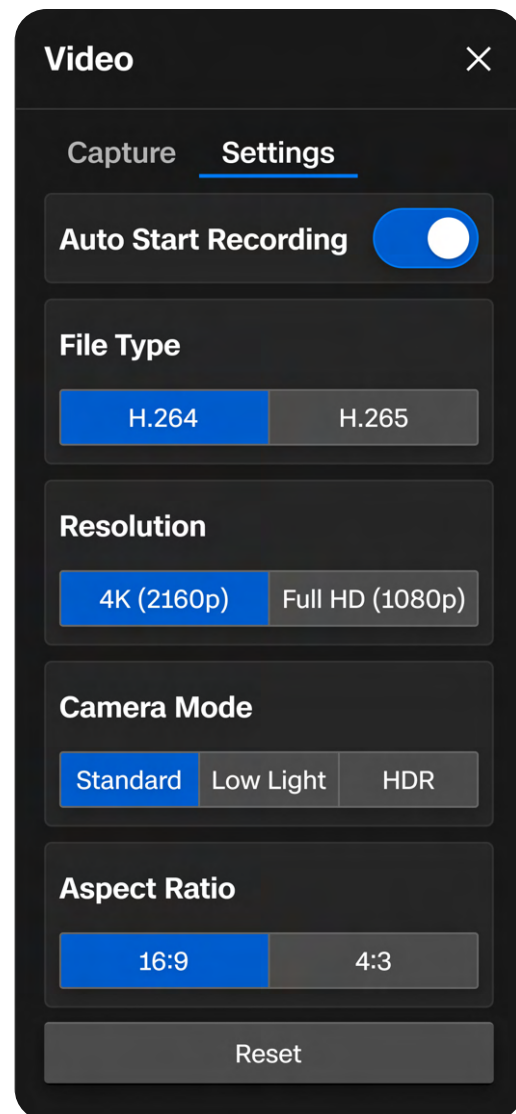 Video
Capture Settings
Auto Start Recording
File Type
H.264 H.265
Resolution
4K (2160p) Full HD (1080p)
Camera Mode
Standard Low Light HDR
Aspect Ratio
16:9 4:3
Reset